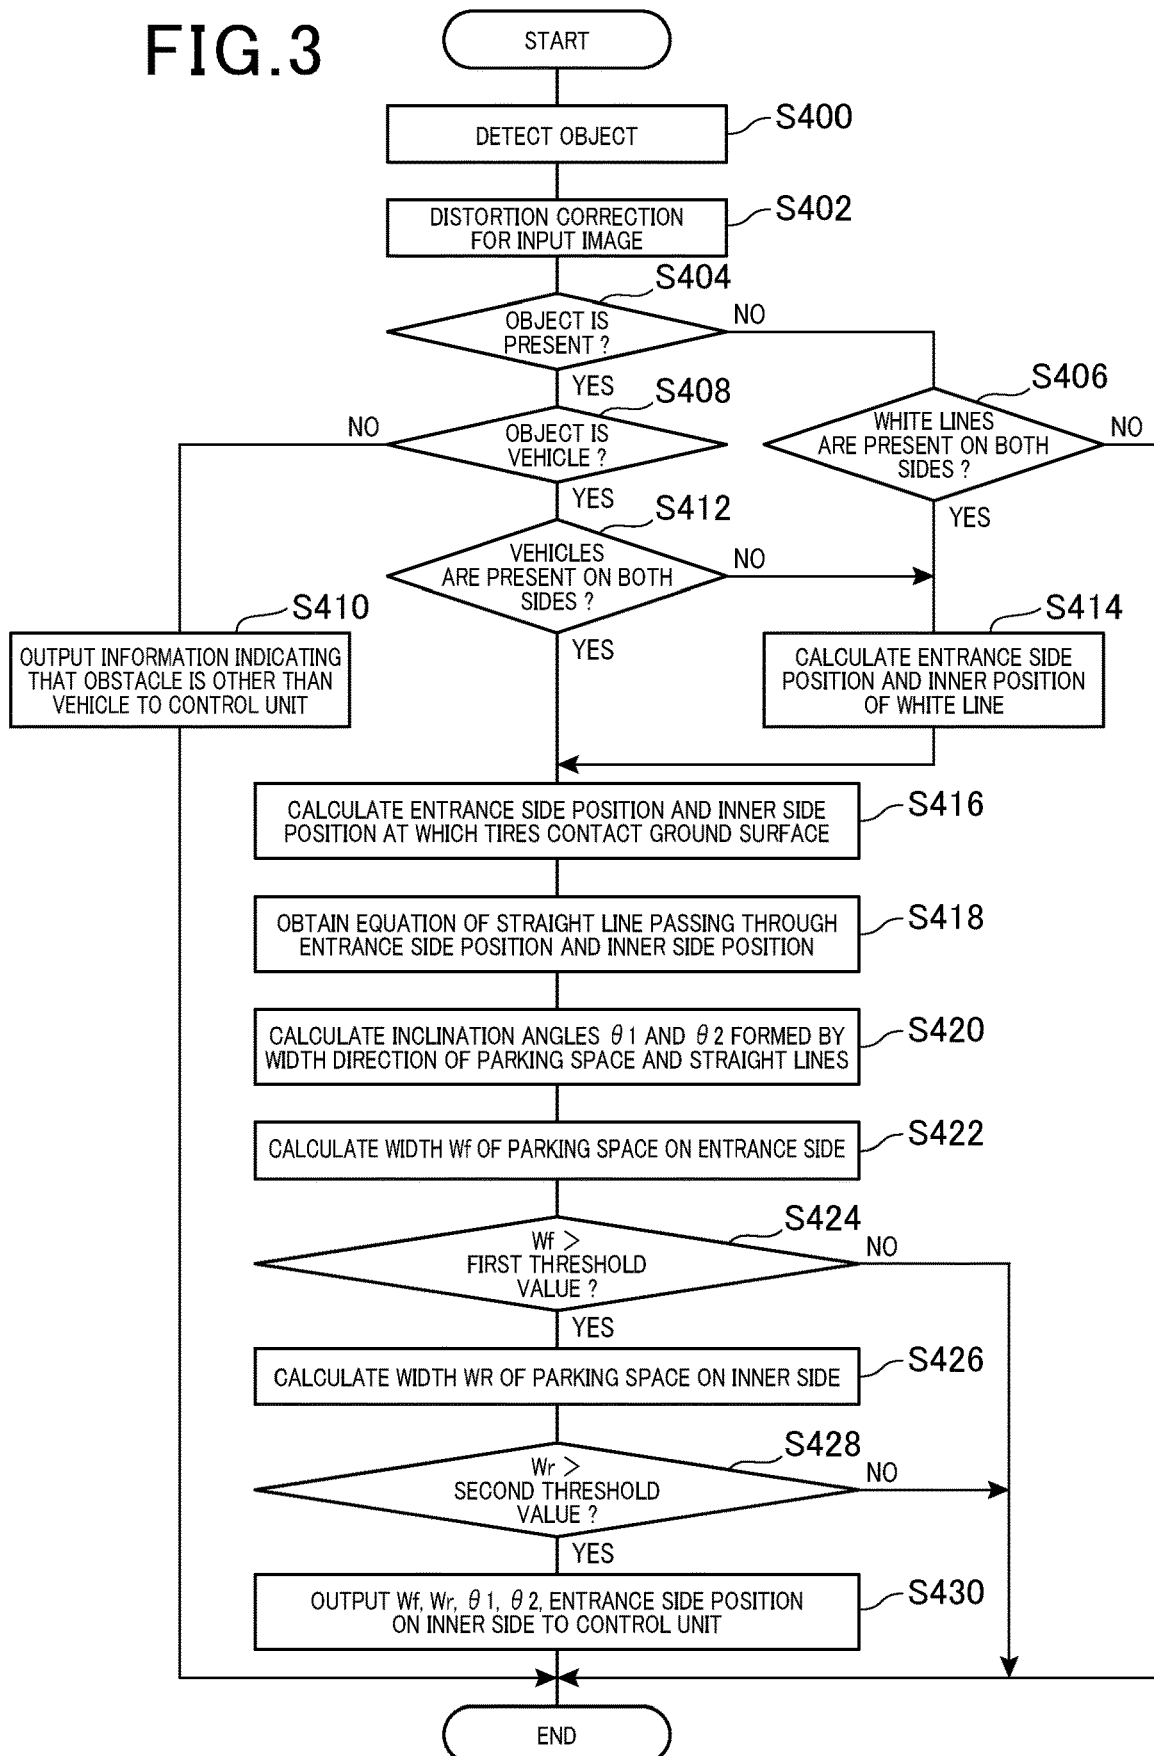 FIG.3
START
DETECT OBJECT
S400
DISTORTION CORRECTION
FOR INPUT IMAGE
S402
S404
OBJECT IS
PRESENT ?
NO
YES
S406
WHITE LINES
ARE PRESENT ON BOTH
SIDES ?
NO
YES
S408
OBJECT IS
VEHICLE ?
NO
YES
S412
VEHICLES
ARE PRESENT ON BOTH
SIDES ?
NO
YES
S410
OUTPUT INFORMATION INDICATING
THAT OBSTACLE IS OTHER THAN
VEHICLE TO CONTROL UNIT
S414
CALCULATE ENTRANCE SIDE
POSITION AND INNER POSITION
OF WHITE LINE
CALCULATE ENTRANCE SIDE POSITION AND INNER SIDE
POSITION AT WHICH TIRES CONTACT GROUND SURFACE
S416
OBTAIN EQUATION OF STRAIGHT LINE PASSING THROUGH
ENTRANCE SIDE POSITION AND INNER SIDE POSITION
S418
CALCULATE INCLINATION ANGLES θ1 AND θ2 FORMED BY
WIDTH DIRECTION OF PARKING SPACE AND STRAIGHT LINES
S420
CALCULATE WIDTH Wf OF PARKING SPACE ON ENTRANCE SIDE
S422
S424
Wf >
FIRST THRESHOLD
VALUE ?
NO
YES
CALCULATE WIDTH WR OF PARKING SPACE ON INNER SIDE
S426
S428
Wr >
SECOND THRESHOLD
VALUE ?
NO
YES
OUTPUT Wf, Wr, θ1, θ2, ENTRANCE SIDE POSITION
ON INNER SIDE TO CONTROL UNIT
S430
END